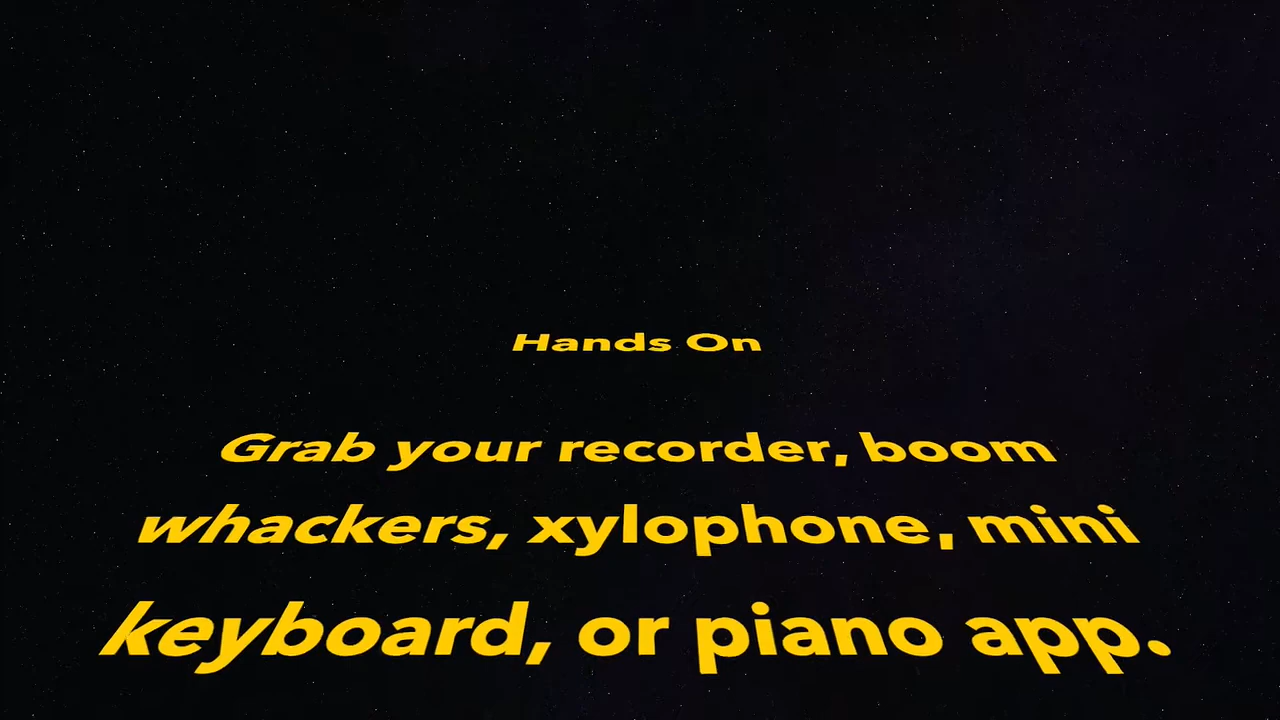 Hands On
Grab your recorder, boom
whackers, xylophone, mini
keyboard, or piano app.